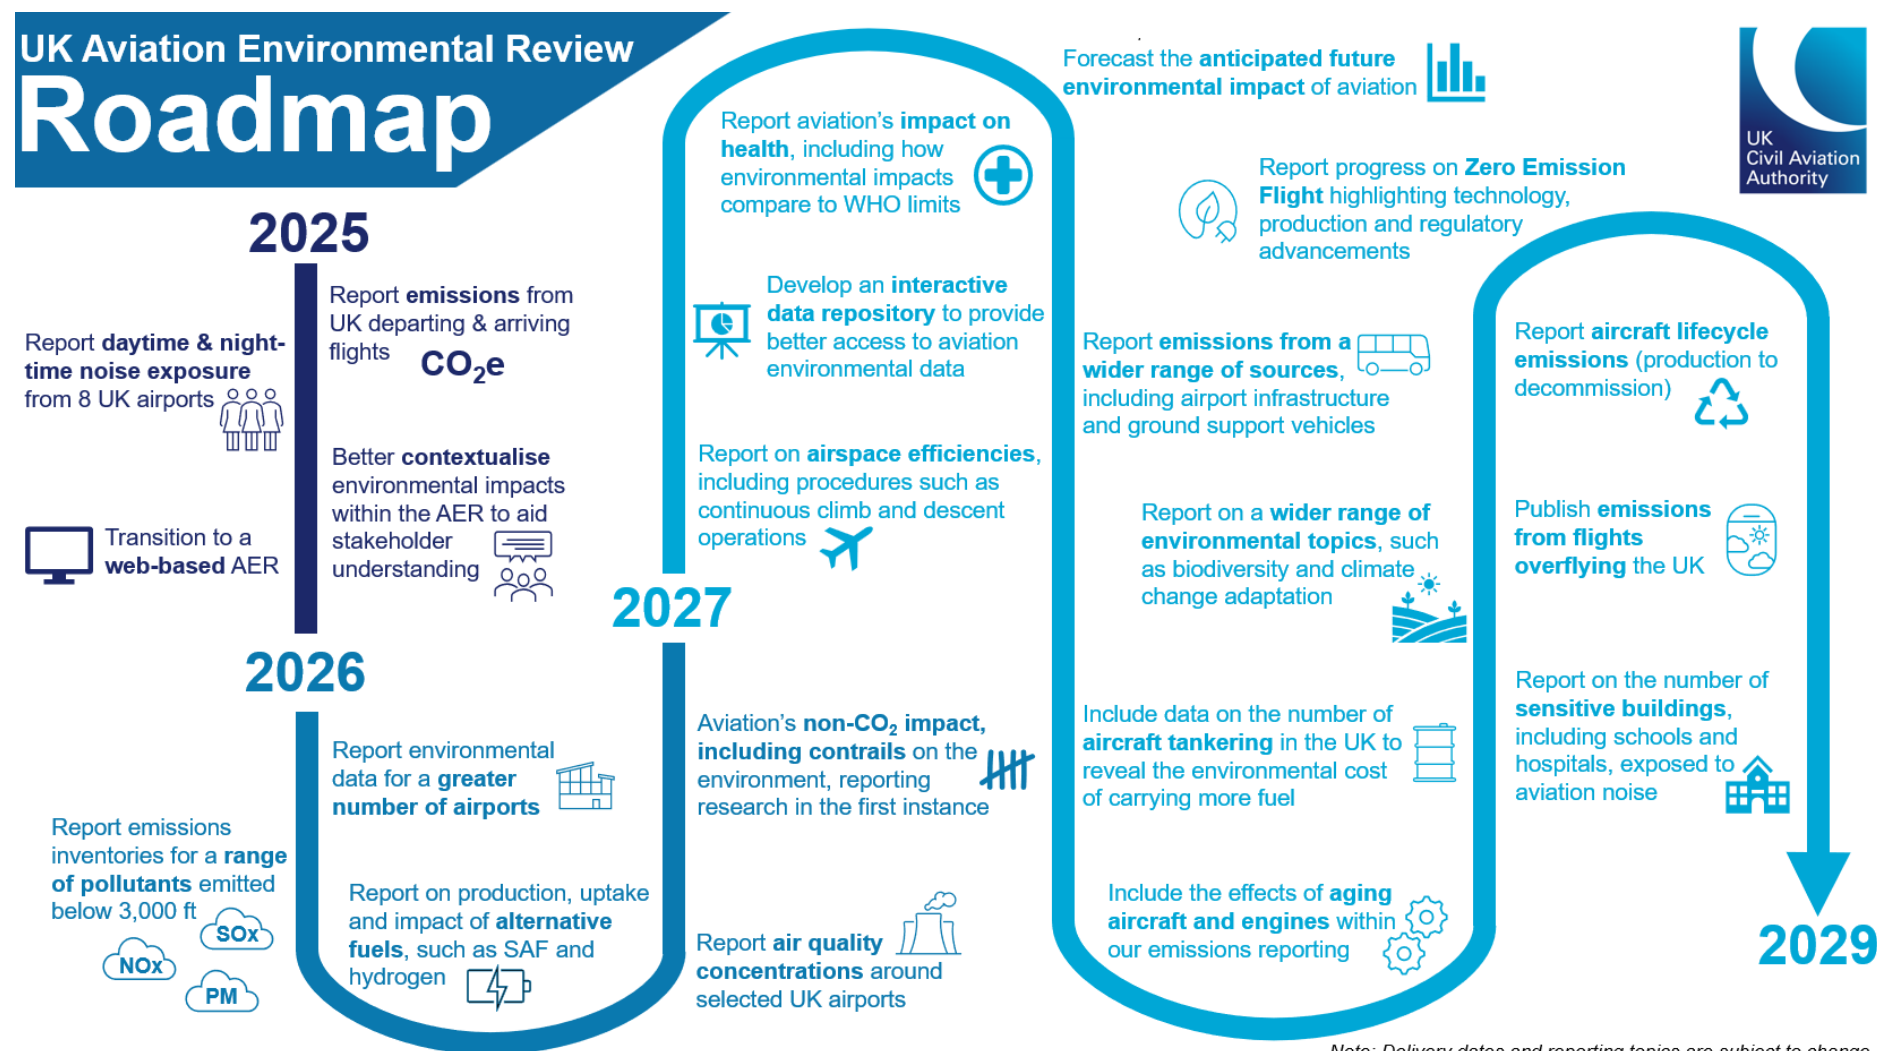 UK Aviation Environmental Review
Roadmap
2025
Report daytime & night-
time noise exposure
from 8 UK airports
Report emissions from
UK departing & arriving
flights
CO₂e
Transition to a
web-based AER
Better contextualise
environmental impacts
within the AER to aid
stakeholder
understanding
2026
Report environmental
data for a greater
number of airports
Report emissions
inventories for a range
of pollutants emitted
below 3,000 ft
SOx
NOx
PM
Report on production, uptake
and impact of alternative
fuels, such as SAF and
hydrogen
Report air quality
concentrations around
selected UK airports
Aviation's non-CO₂ impact,
including contrails on the
environment, reporting
research in the first instance
2027
Report on airspace efficiencies,
including procedures such as
continuous climb and descent
operations
Develop an interactive
data repository to provide
better access to aviation
environmental data
Report aviation's impact on
health, including how
environmental impacts
compare to WHO limits
Forecast the anticipated future
environmental impact of aviation
Report progress on Zero Emission
Flight highlighting technology,
production and regulatory
advancements
Report emissions from a
wider range of sources,
including airport infrastructure
and ground support vehicles
Report on a wider range of
environmental topics, such
as biodiversity and climate
change adaptation
Include data on the number of
aircraft tankering in the UK to
reveal the environmental cost
of carrying more fuel
Include the effects of aging
aircraft and engines within
our emissions reporting
Report aircraft lifecycle
emissions (production to
decommission)
Publish emissions
from flights
overflying the UK
Report on the number of
sensitive buildings,
including schools and
hospitals, exposed to
aviation noise
2029
UK
Civil Aviation
Authority
Note: Delivery dates and reporting topics are subject to change